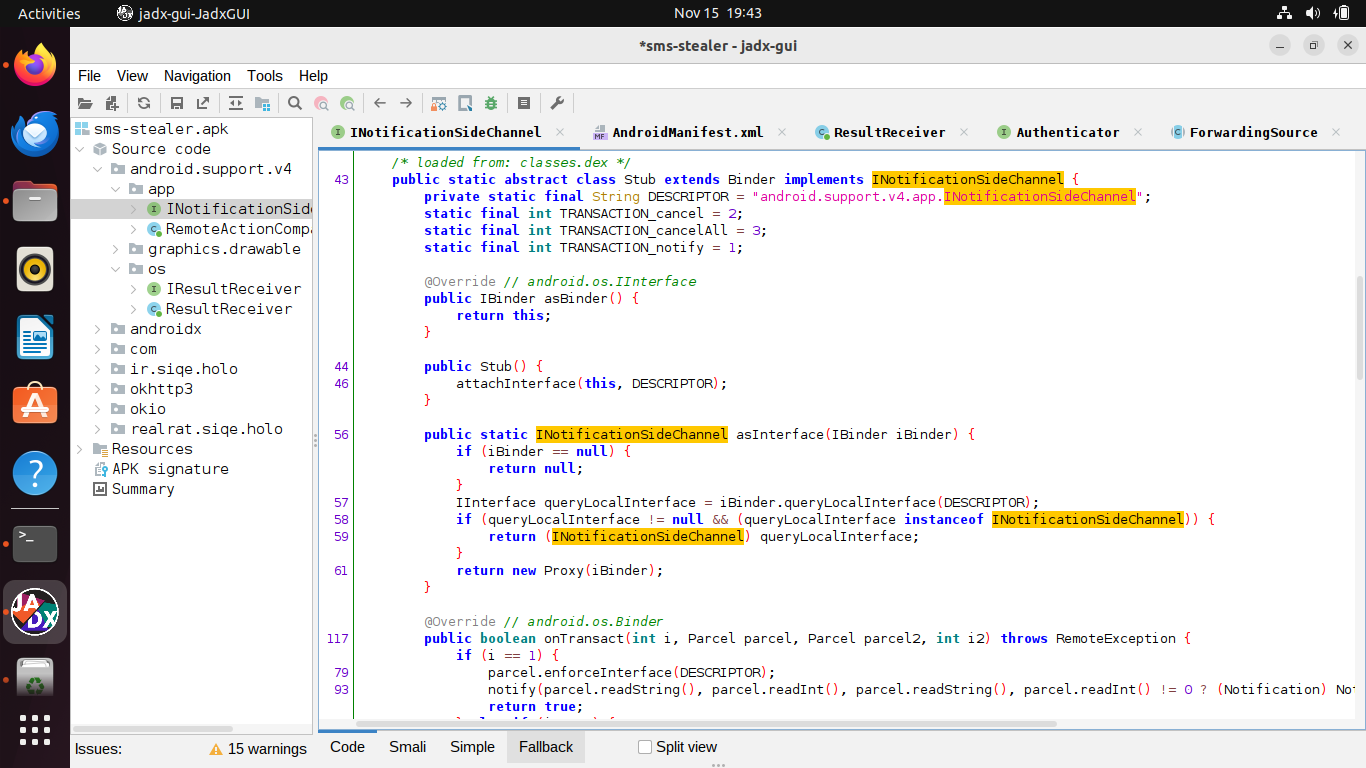 Activities
jadx-gui-JadxGUI
Nov 15 19:43
*sms-stealer - jadx-gui
File View Navigation Tools Help
sms-stealer.apk
Source code
android.support.v4
app
INotificationSid
RemoteActionComp
graphics.drawable
os
IResultReceiver
ResultReceiver
androidx
com
ir.siqe.holo
okhttp3
okio
realrat.siqe.holo
Resources
APK signature
Summary
Issues: 15 warnings
INotificationSideChannel AndroidManifest.xml ResultReceiver Authenticator ForwardingSource
/* loaded from: classes.dex */
43 public static abstract class Stub extends Binder implements INotificationSideChannel {
private static final String DESCRIPTOR = "android.support.v4.app.INotificationSideChannel";
static final int TRANSACTION_cancel = 2;
static final int TRANSACTION_cancelAll = 3;
static final int TRANSACTION_notify = 1;
@Override // android.os.IInterface
public IBinder asBinder() {
return this;
}
44 public Stub() {
46 attachInterface(this, DESCRIPTOR);
}
56 public static INotificationSideChannel asInterface(IBinder iBinder) {
if (iBinder == null) {
return null;
}
57 IInterface queryLocalInterface = iBinder.queryLocalInterface(DESCRIPTOR);
58 if (queryLocalInterface != null && (queryLocalInterface instanceof INotificationSideChannel)) {
59 return (INotificationSideChannel) queryLocalInterface;
}
61 return new Proxy(iBinder);
}
@Override // android.os.Binder
117 public boolean onTransact(int i, Parcel parcel, Parcel parcel2, int i2) throws RemoteException {
if (i == 1) {
79 parcel.enforceInterface(DESCRIPTOR);
93 notify(parcel.readString(), parcel.readInt(), parcel.readString(), parcel.readInt() != 0 ? (Notification) No
return true;
Code Smali Simple Fallback Split view